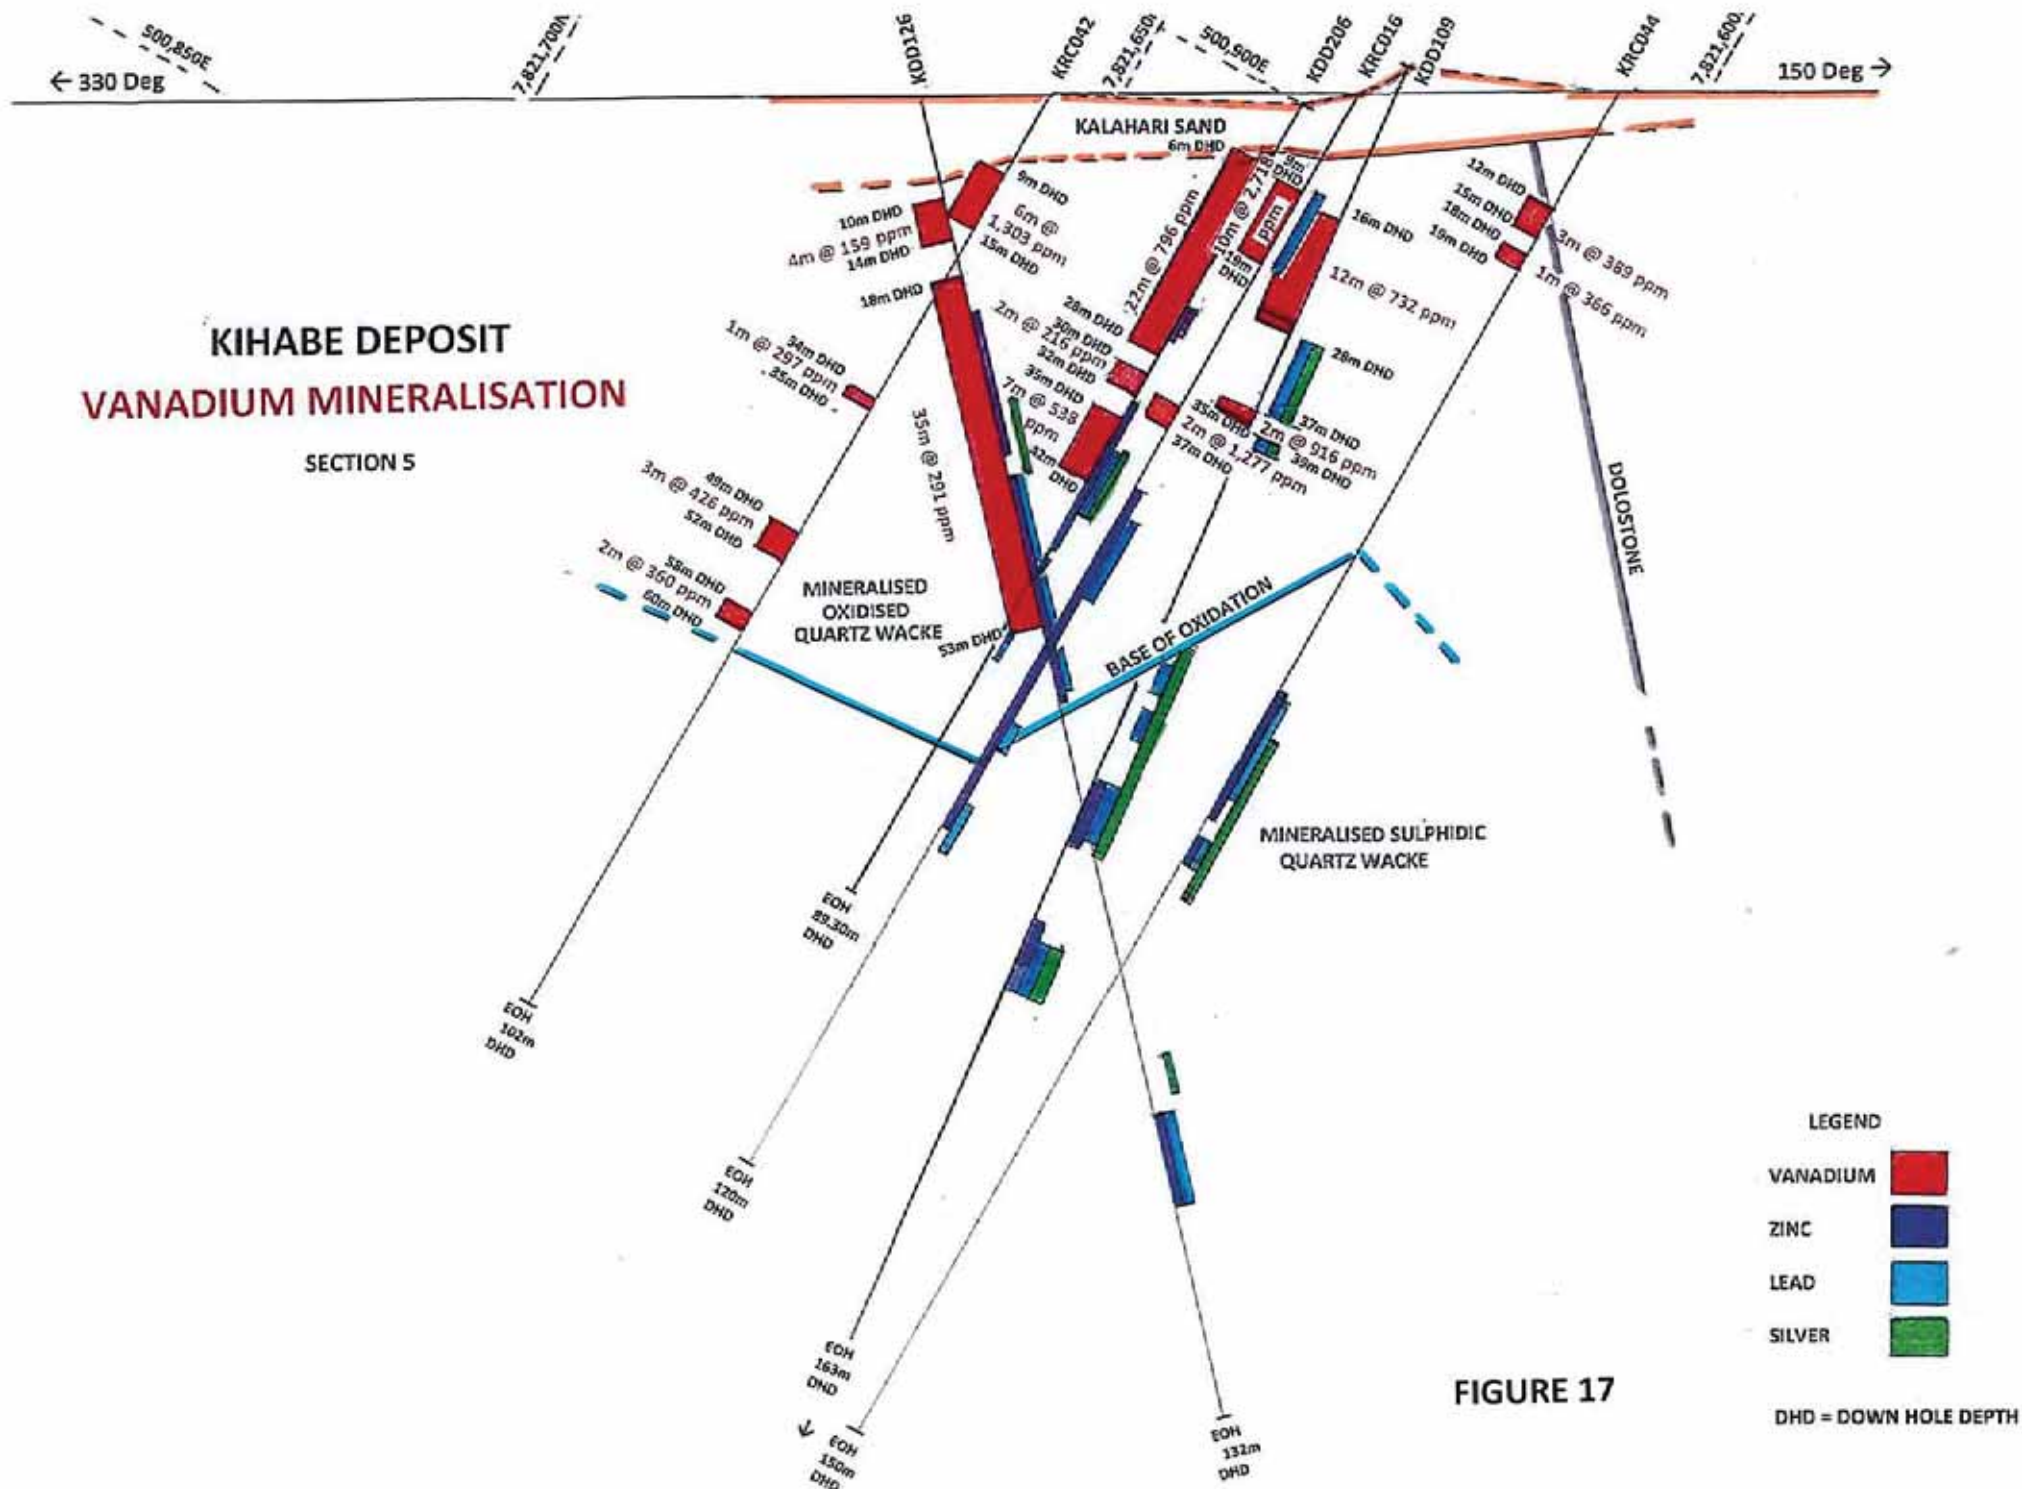 500,850E
7,821,700N
KDD126
KRC042
7,821,650
500,900E
KDD206
KRC016
KDD109
KRC044
7,821,600
← 330 Deg
150 Deg →
KALAHARI SAND
6m DHD
9m DHD
6m @
1,303 ppm
15m DHD
10m DHD
4m @ 159 ppm
14m DHD
18m DHD
35m @ 291 ppm
53m DHD
34m DHD
1m @ 297 ppm
35m DHD
49m DHD
3m @ 426 ppm
52m DHD
58m DHD
2m @ 360 ppm
60m DHD
22m @ 796 ppm
28m DHD
30m DHD
2m @ 216 ppm
32m DHD
35m DHD
7m @ 538
ppm
42m
DHD
9m
DHD
10m @ 2,718
ppm
19m
DHD
35m DHD
2m @ 1,277 ppm
37m DHD
16m DHD
12m @ 732 ppm
28m DHD
37m DHD
2m @ 916 ppm
39m DHD
12m DHD
15m DHD
18m DHD
19m DHD
3m @ 389 ppm
1m @ 366 ppm
KIHABE DEPOSIT
VANADIUM MINERALISATION
SECTION 5
MINERALISED
OXIDISED
QUARTZ WACKE
BASE OF OXIDATION
DOLOSTONE
MINERALISED SULPHIDIC
QUARTZ WACKE
EOH
89.30m
DHD
EOH
102m
DHD
EOH
120m
DHD
EOH
163m
DHD
EOH
150m
DHD
EOH
132m
DHD
LEGEND
VANADIUM
ZINC
LEAD
SILVER
FIGURE 17
DHD = DOWN HOLE DEPTH